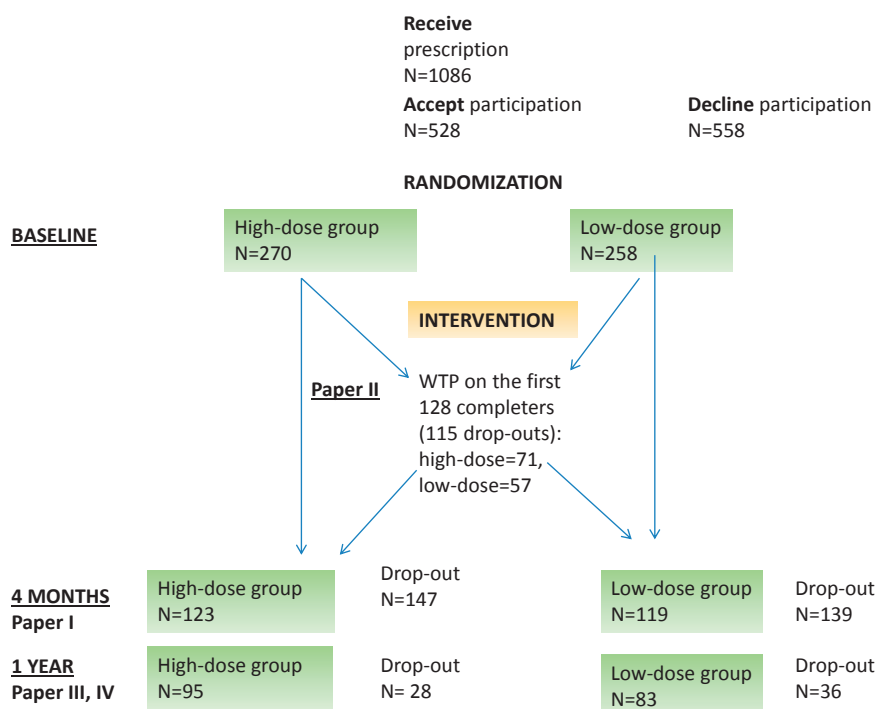 Receive
prescription
N=1086
Accept participation
N=528
Decline participation
N=558
RANDOMIZATION
BASELINE
High-dose group
N=270
Low-dose group
N=258
INTERVENTION
Paper II
WTP on the first
128 completers
(115 drop-outs):
high-dose=71,
low-dose=57
4 MONTHS
Paper I
High-dose group
N=123
Drop-out
N=147
Low-dose group
N=119
Drop-out
N=139
1 YEAR
Paper III, IV
High-dose group
N=95
Drop-out
N= 28
Low-dose group
N=83
Drop-out
N=36